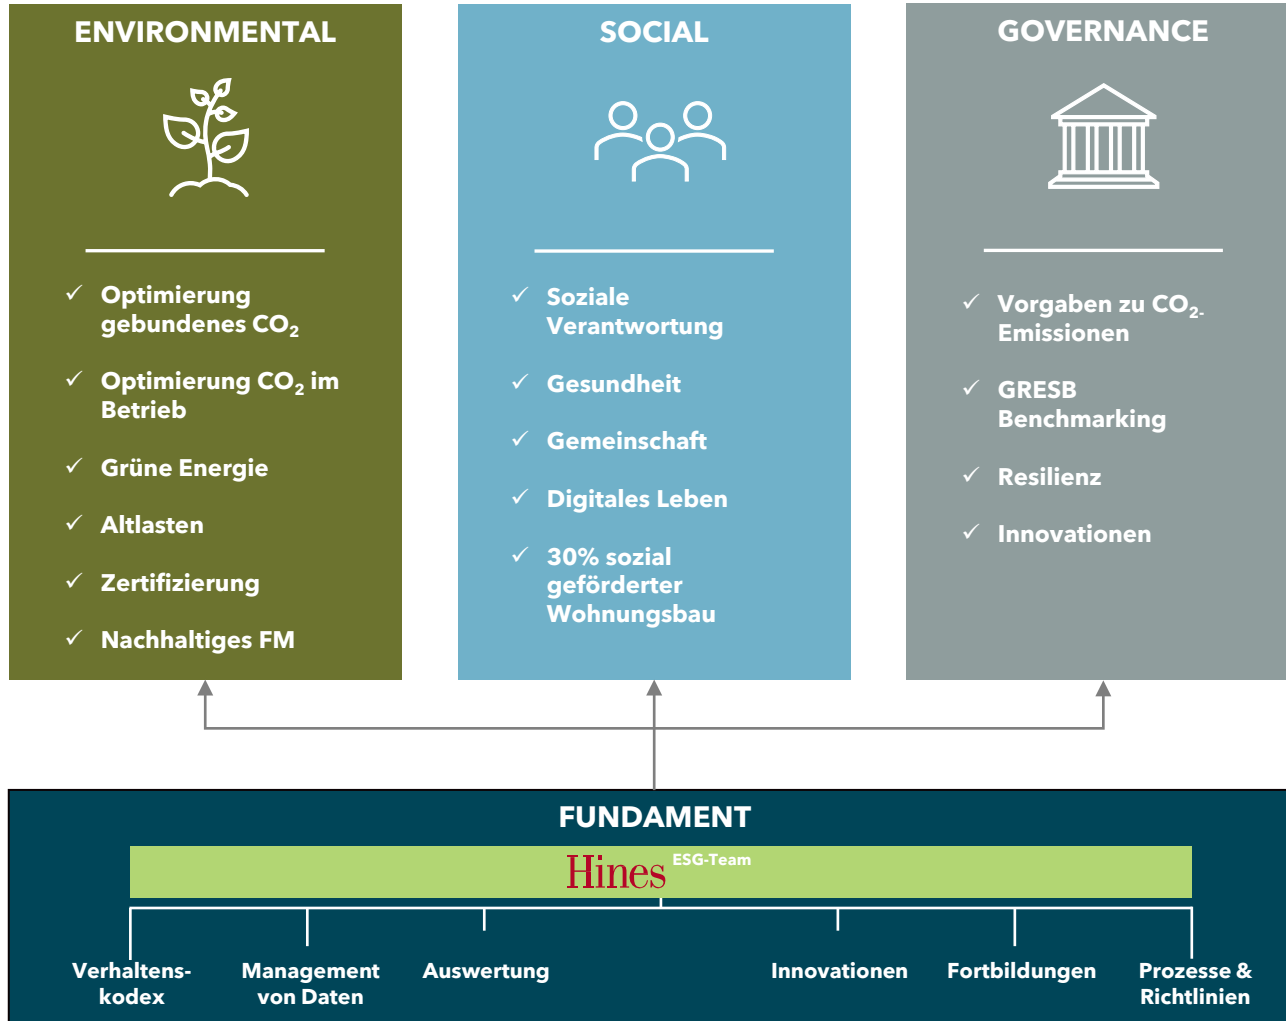 ENVIRONMENTAL
✓ Optimierung
gebundenes CO₂
✓ Optimierung CO₂ im
Betrieb
✓ Grüne Energie
✓ Altlasten
✓ Zertifizierung
✓ Nachhaltiges FM
SOCIAL
✓ Soziale
Verantwortung
✓ Gesundheit
✓ Gemeinschaft
✓ Digitales Leben
✓ 30% sozial
geförderter
Wohnungsbau
GOVERNANCE
✓ Vorgaben zu CO₂-
Emissionen
✓ GRESB
Benchmarking
✓ Resilienz
✓ Innovationen
FUNDAMENT
Hines ESG-Team
Verhaltens-
kodex
Management
von Daten
Auswertung
Innovationen
Fortbildungen
Prozesse &
Richtlinien